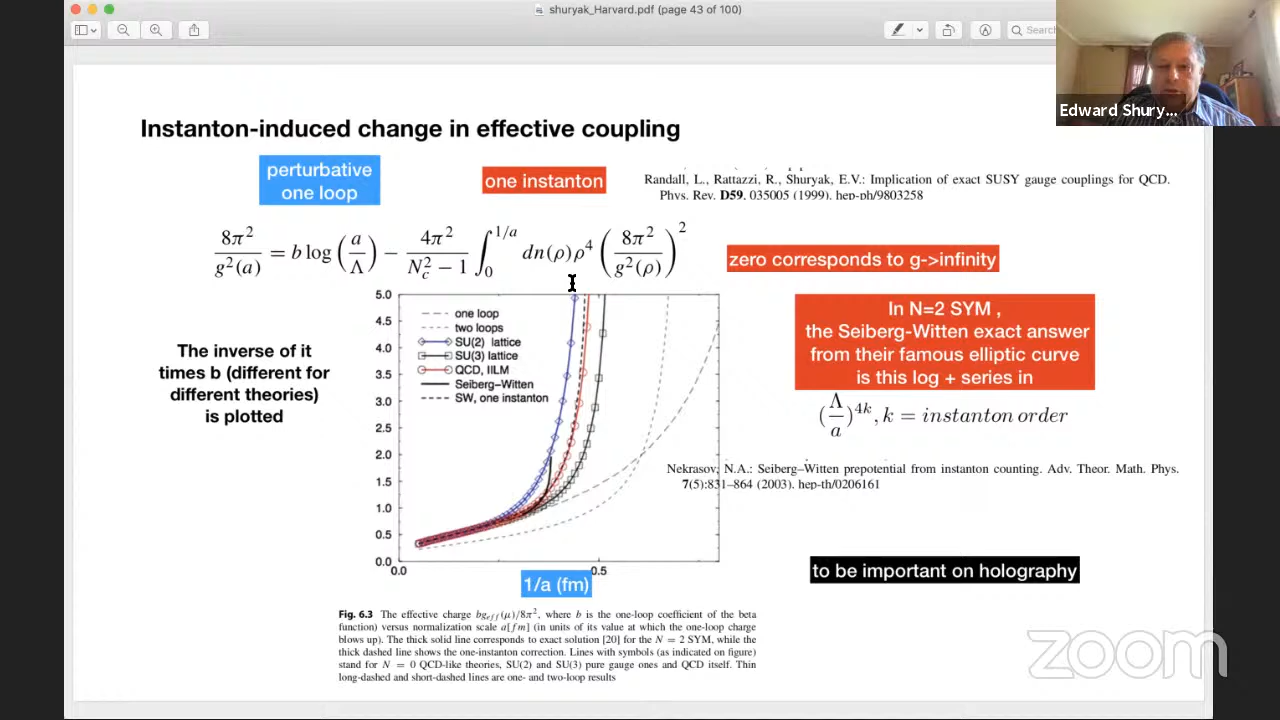 shuryak_Harvard.pdf (page 43 of 100)
Search
Edward Shury...
Instanton-induced change in effective coupling
perturbative
one loop
one instanton
Randall, L., Rattazzi, R., Shuryak, E.V.: Implication of exact SUSY gauge couplings for QCD.
Phys. Rev. D59, 035005 (1999). hep-ph/9803258
8π²/g²(a) = b log(a/Λ) − 4π²/(N_c² − 1) ∫₀^{1/a} dn(ρ)ρ⁴ (8π²/g²(ρ))²
zero corresponds to g->infinity
In N=2 SYM ,
the Seiberg-Witten exact answer
from their famous elliptic curve
is this log + series in
(Λ/a)^{4k}, k = instanton order
The inverse of it
times b (different for
different theories)
is plotted
5.0
4.5
4.0
3.5
3.0
2.5
2.0
1.5
1.0
0.5
0.0
one loop
two loops
SU(2) lattice
SU(3) lattice
QCD, IILM
Seiberg-Witten
SW, one instanton
0.0
0.5
1/a (fm)
Nekrasov, N.A.: Seiberg–Witten prepotential from instanton counting. Adv. Theor. Math. Phys.
7(5):831–864 (2003). hep-th/0206161
to be important on holography
Fig. 6.3 The effective charge bg_{eff}(μ)/8π², where b is the one-loop coefficient of the beta
function) versus normalization scale a[fm] (in units of its value at which the one-loop charge
blows up). The thick solid line corresponds to exact solution [20] for the N = 2 SYM, while the
thick dashed line shows the one-instanton correction. Lines with symbols (as indicated on figure)
stand for N = 0 QCD-like theories, SU(2) and SU(3) pure gauge ones and QCD itself. Thin
long-dashed and short-dashed lines are one- and two-loop results
zoom